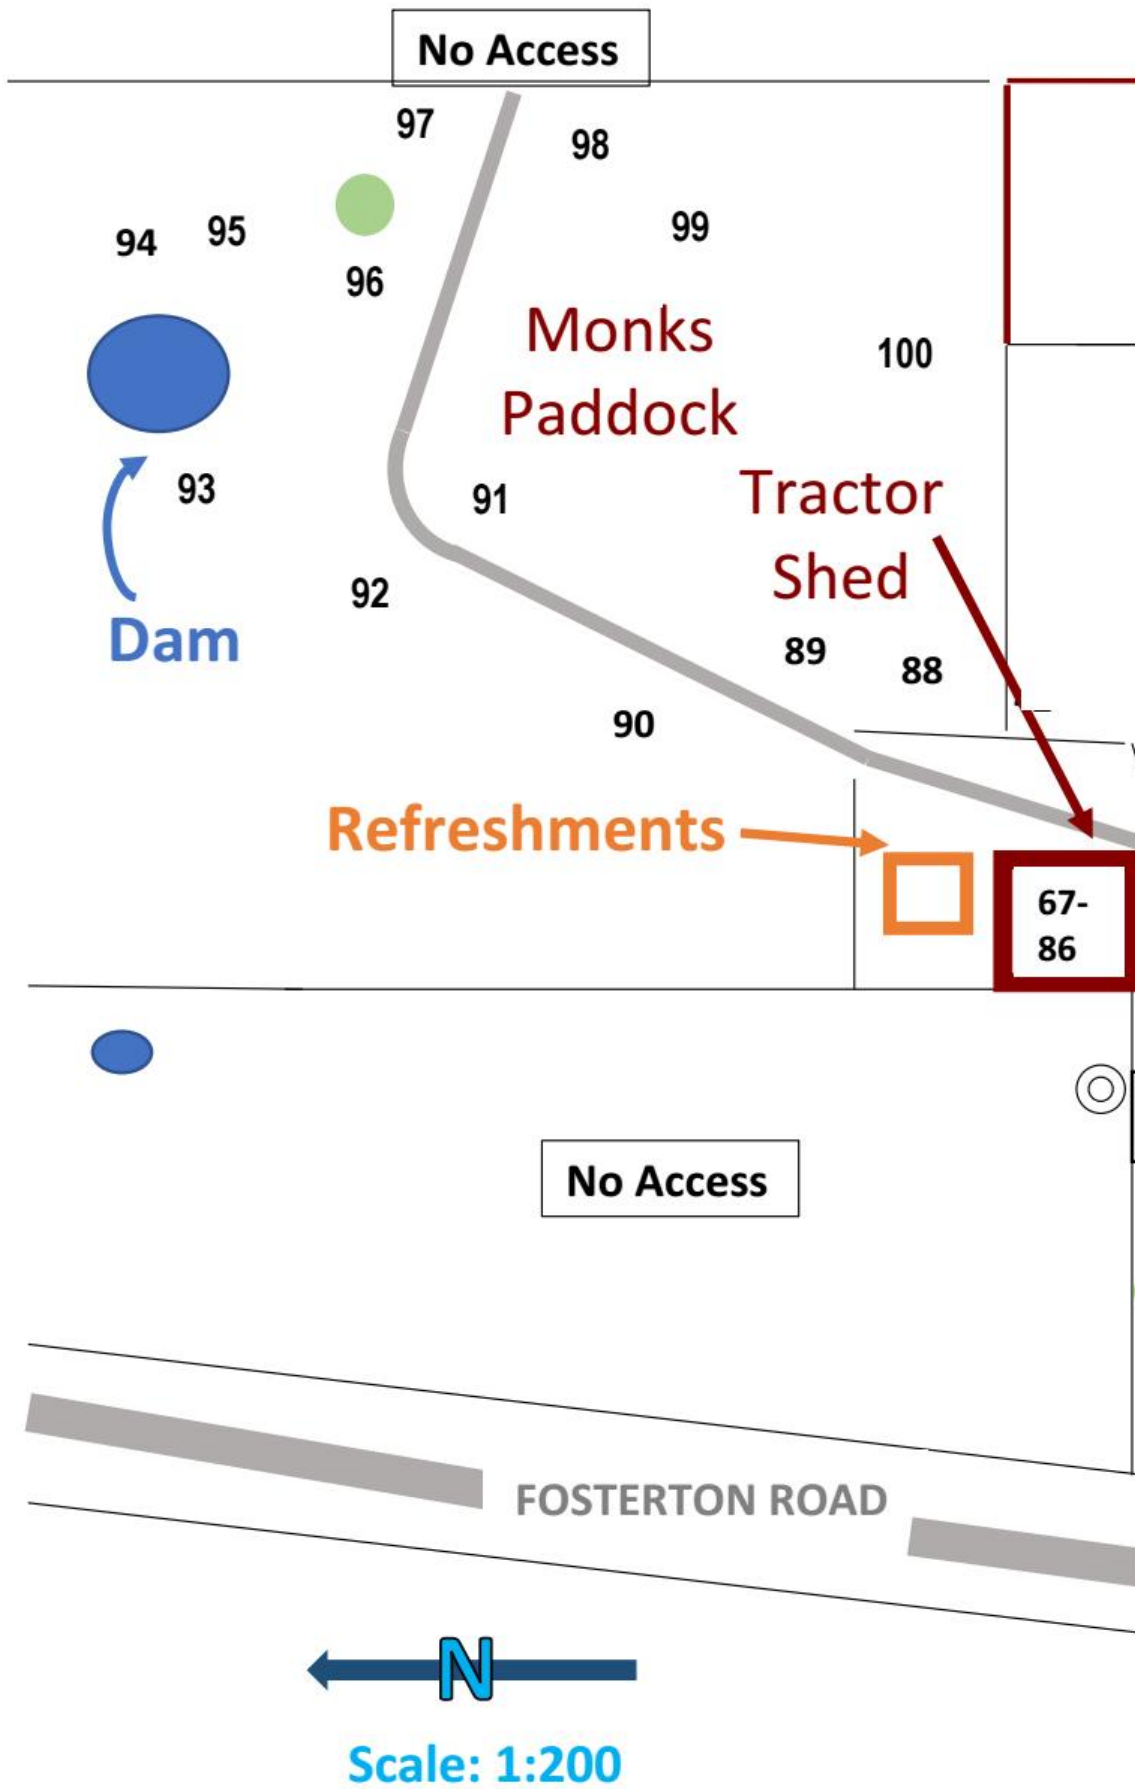 No Access
97
98
99
94
95
96
Monks
Paddock
100
93
91
Tractor
Shed
92
Dam
89
88
90
Refreshments
67-
86
No Access
FOSTERTON ROAD
N
Scale: 1:200